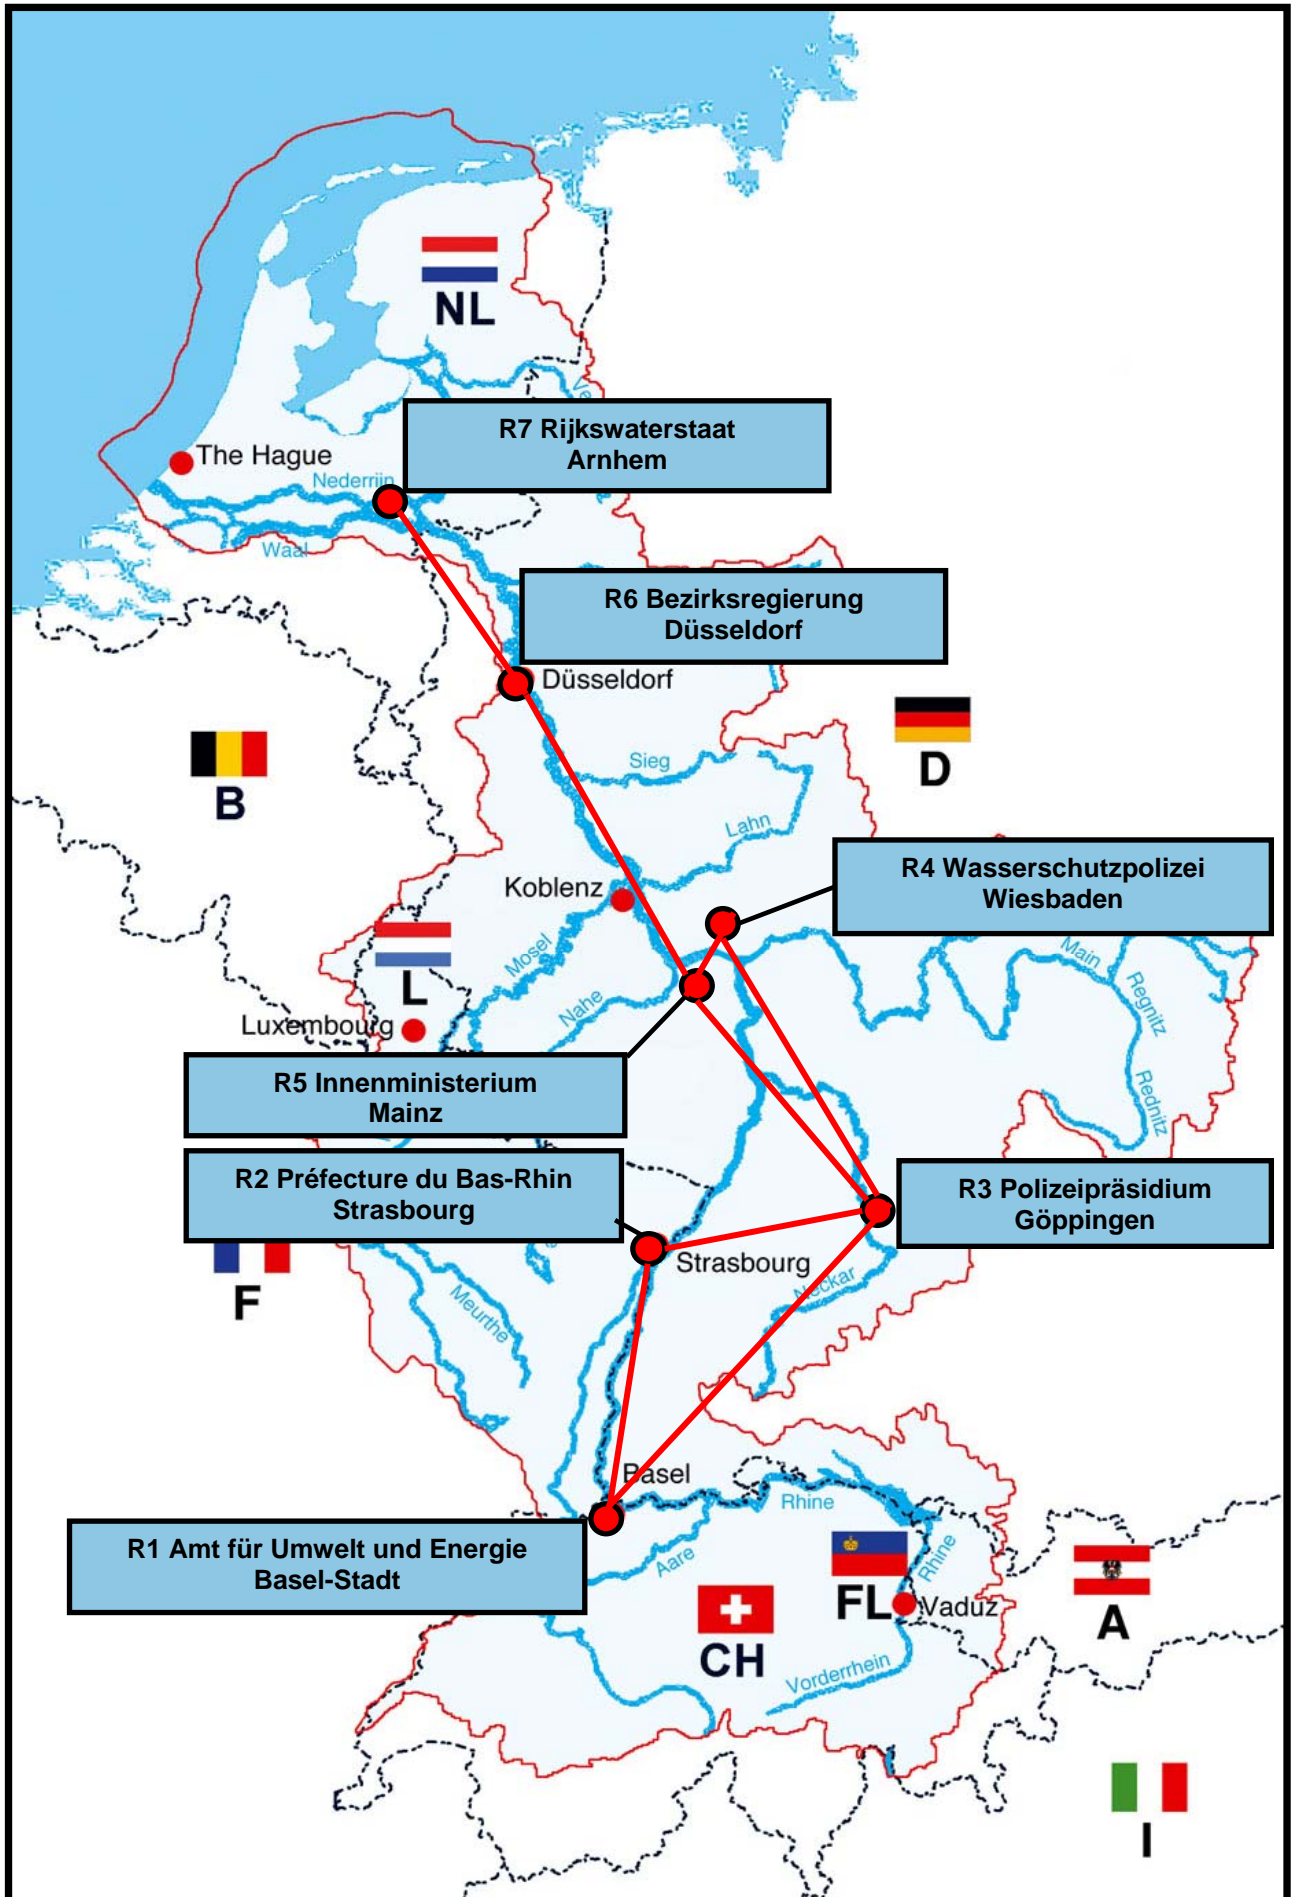 NL
Ve
R7 Rijkswaterstaat
Arnhem
The Hague
Nederrijn
Waal
R6 Bezirksregierung
Düsseldorf
Düsseldorf
D
B
Sieg
Lahn
R4 Wasserschutzpolizei
Wiesbaden
Koblenz
Mosel
L
Nahe
Main
Regnitz
Luxembourg
R5 Innenministerium
Mainz
Rednitz
R2 Préfecture du Bas-Rhin
Strasbourg
R3 Polizeipräsidium
Göppingen
Strasbourg
Neckar
F
Meurthe
Basel
Rhine
R1 Amt für Umwelt und Energie
Basel-Stadt
Aare
Rhine
FL
Vaduz
A
CH
Vorderrhein
I